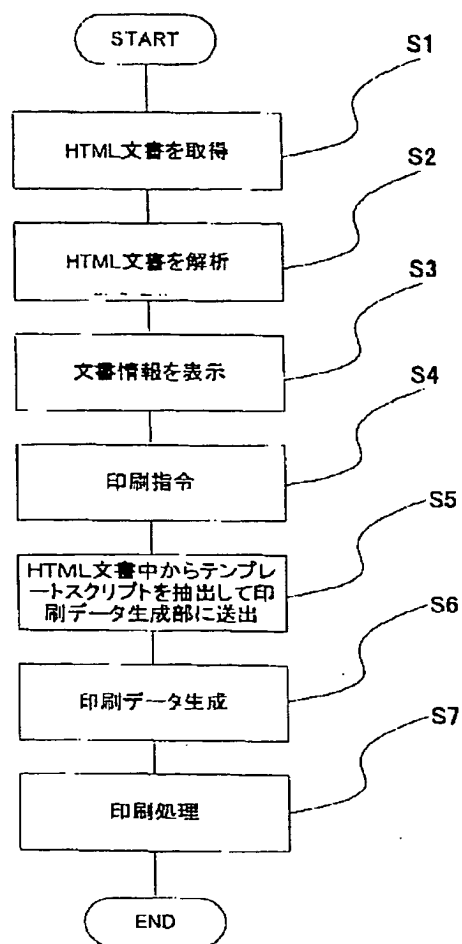 START
S1
HTML文書を取得
S2
HTML文書を解析
S3
文書情報を表示
S4
印刷指令
S5
HTML文書中からテンプレ
ートスクリプトを抽出して印
刷データ生成部に送出
S6
印刷データ生成
S7
印刷処理
END